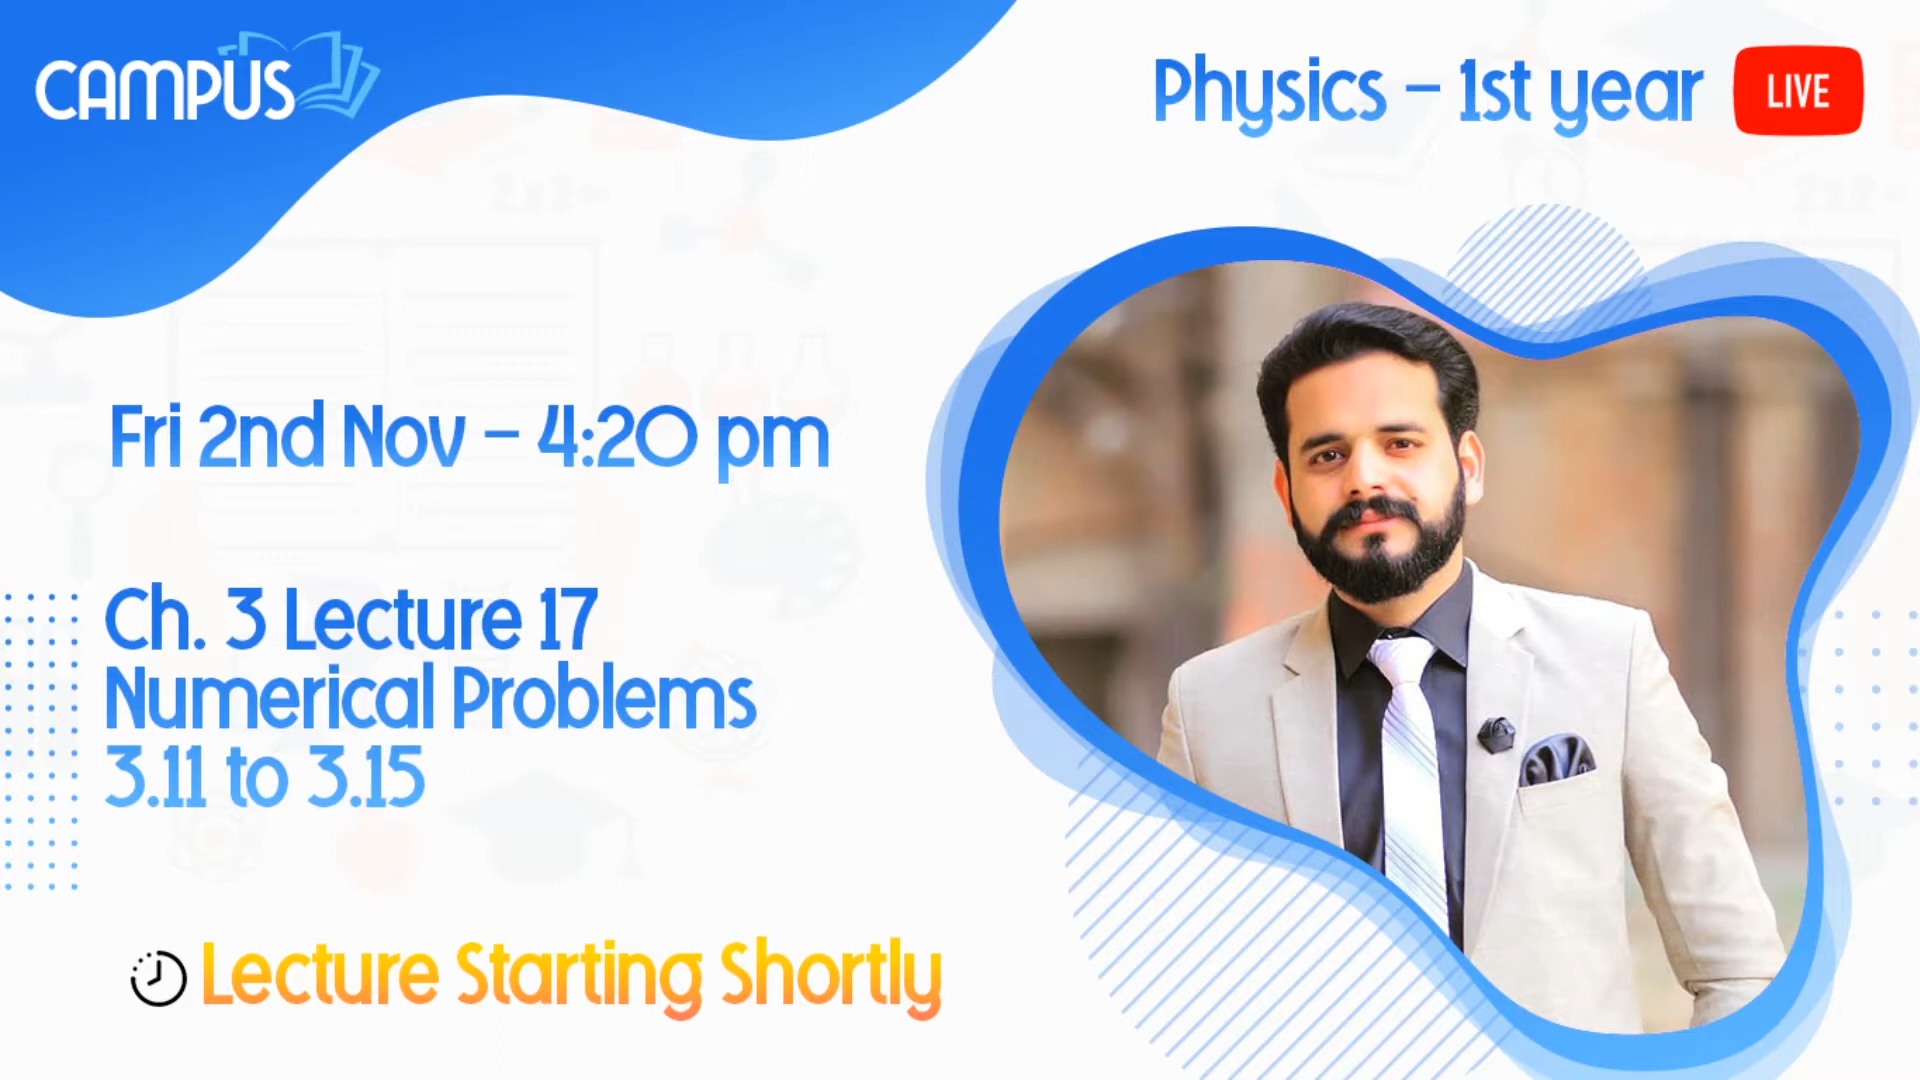 CAMPUS
Physics – 1st year
LIVE
Fri 2nd Nov – 4:20 pm
Ch. 3 Lecture 17
Numerical Problems
3.11 to 3.15
Lecture Starting Shortly